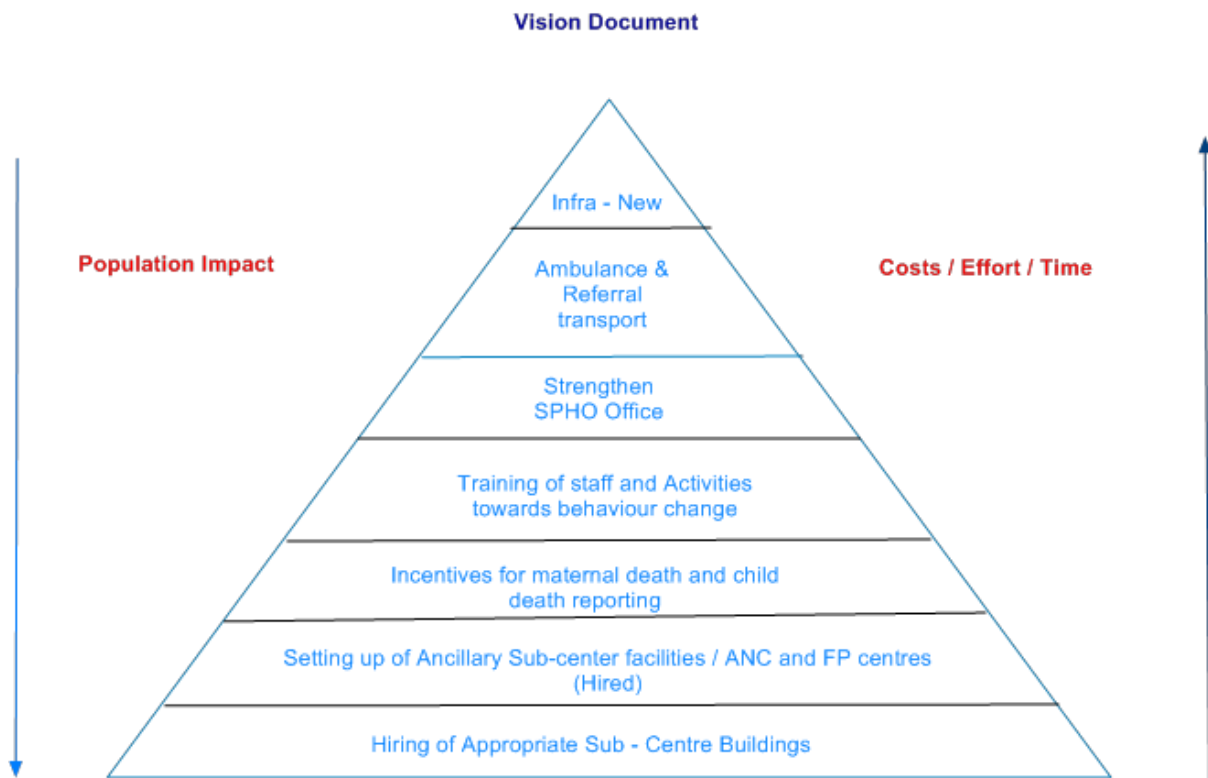 Vision Document
Infra - New
Population Impact
Costs / Effort / Time
Ambulance &
Referral
transport
Strengthen
SPHO Office
Training of staff and Activities
towards behaviour change
Incentives for maternal death and child
death reporting
Setting up of Ancillary Sub-center facilities / ANC and FP centres
(Hired)
Hiring of Appropriate Sub - Centre Buildings